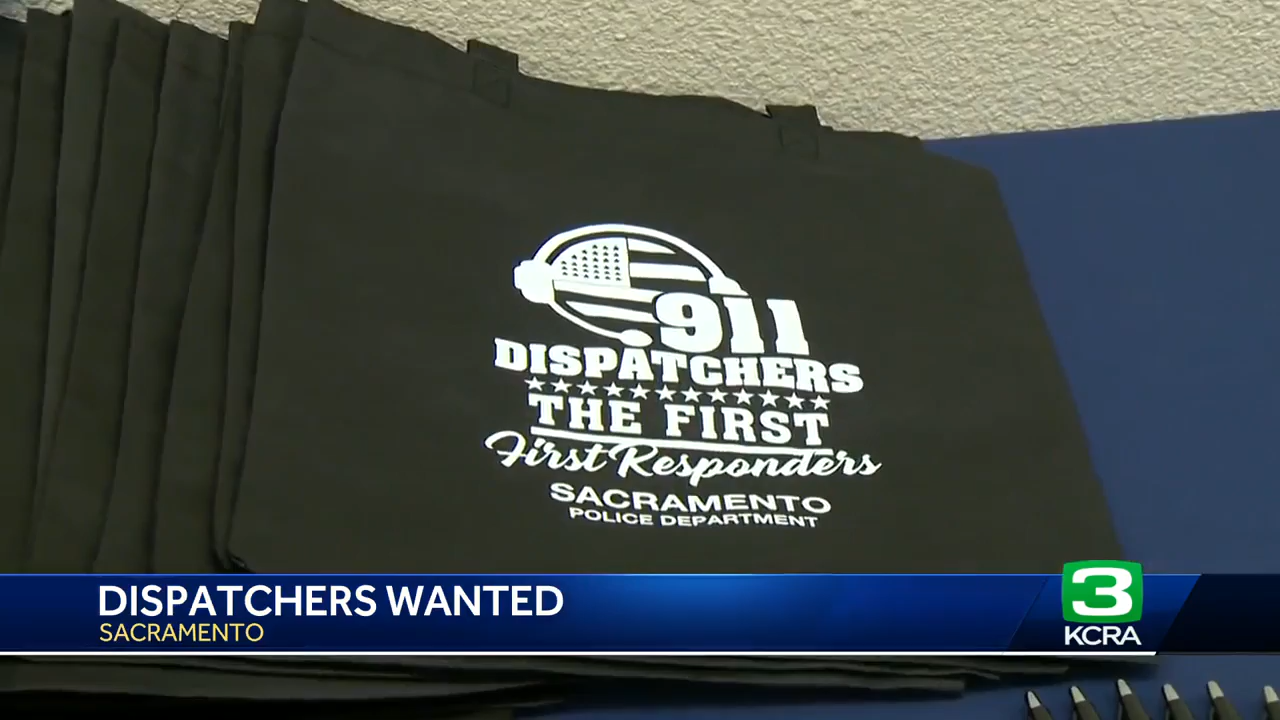 911
DISPATCHERS
THE FIRST
First Responders
SACRAMENTO
POLICE DEPARTMENT
DISPATCHERS WANTED
SACRAMENTO
3
KCRA